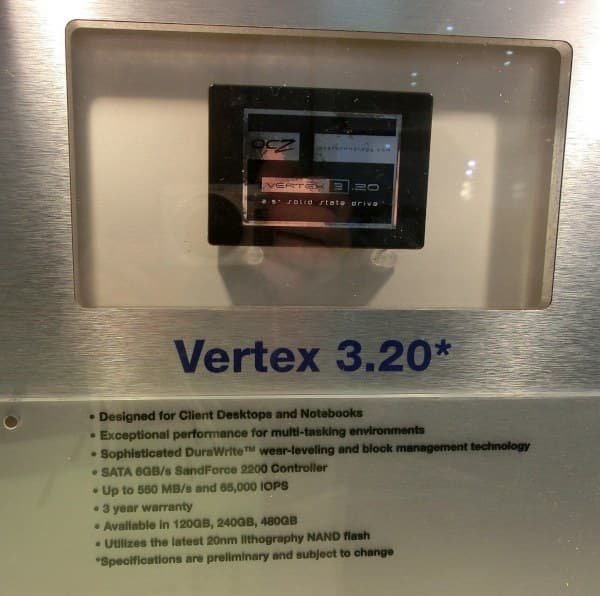 OCZ
VERTEX 3.20
2.5" solid state drive
Vertex 3.20*
• Designed for Client Desktops and Notebooks
• Exceptional performance for multi-tasking environments
• Sophisticated DuraWrite™ wear-leveling and block management technology
• SATA 6GB/s SandForce 2200 Controller
• Up to 550 MB/s and 65,000 IOPS
• 3 year warranty
• Available in 120GB, 240GB, 480GB
• Utilizes the latest 20nm lithography NAND flash
*Specifications are preliminary and subject to change